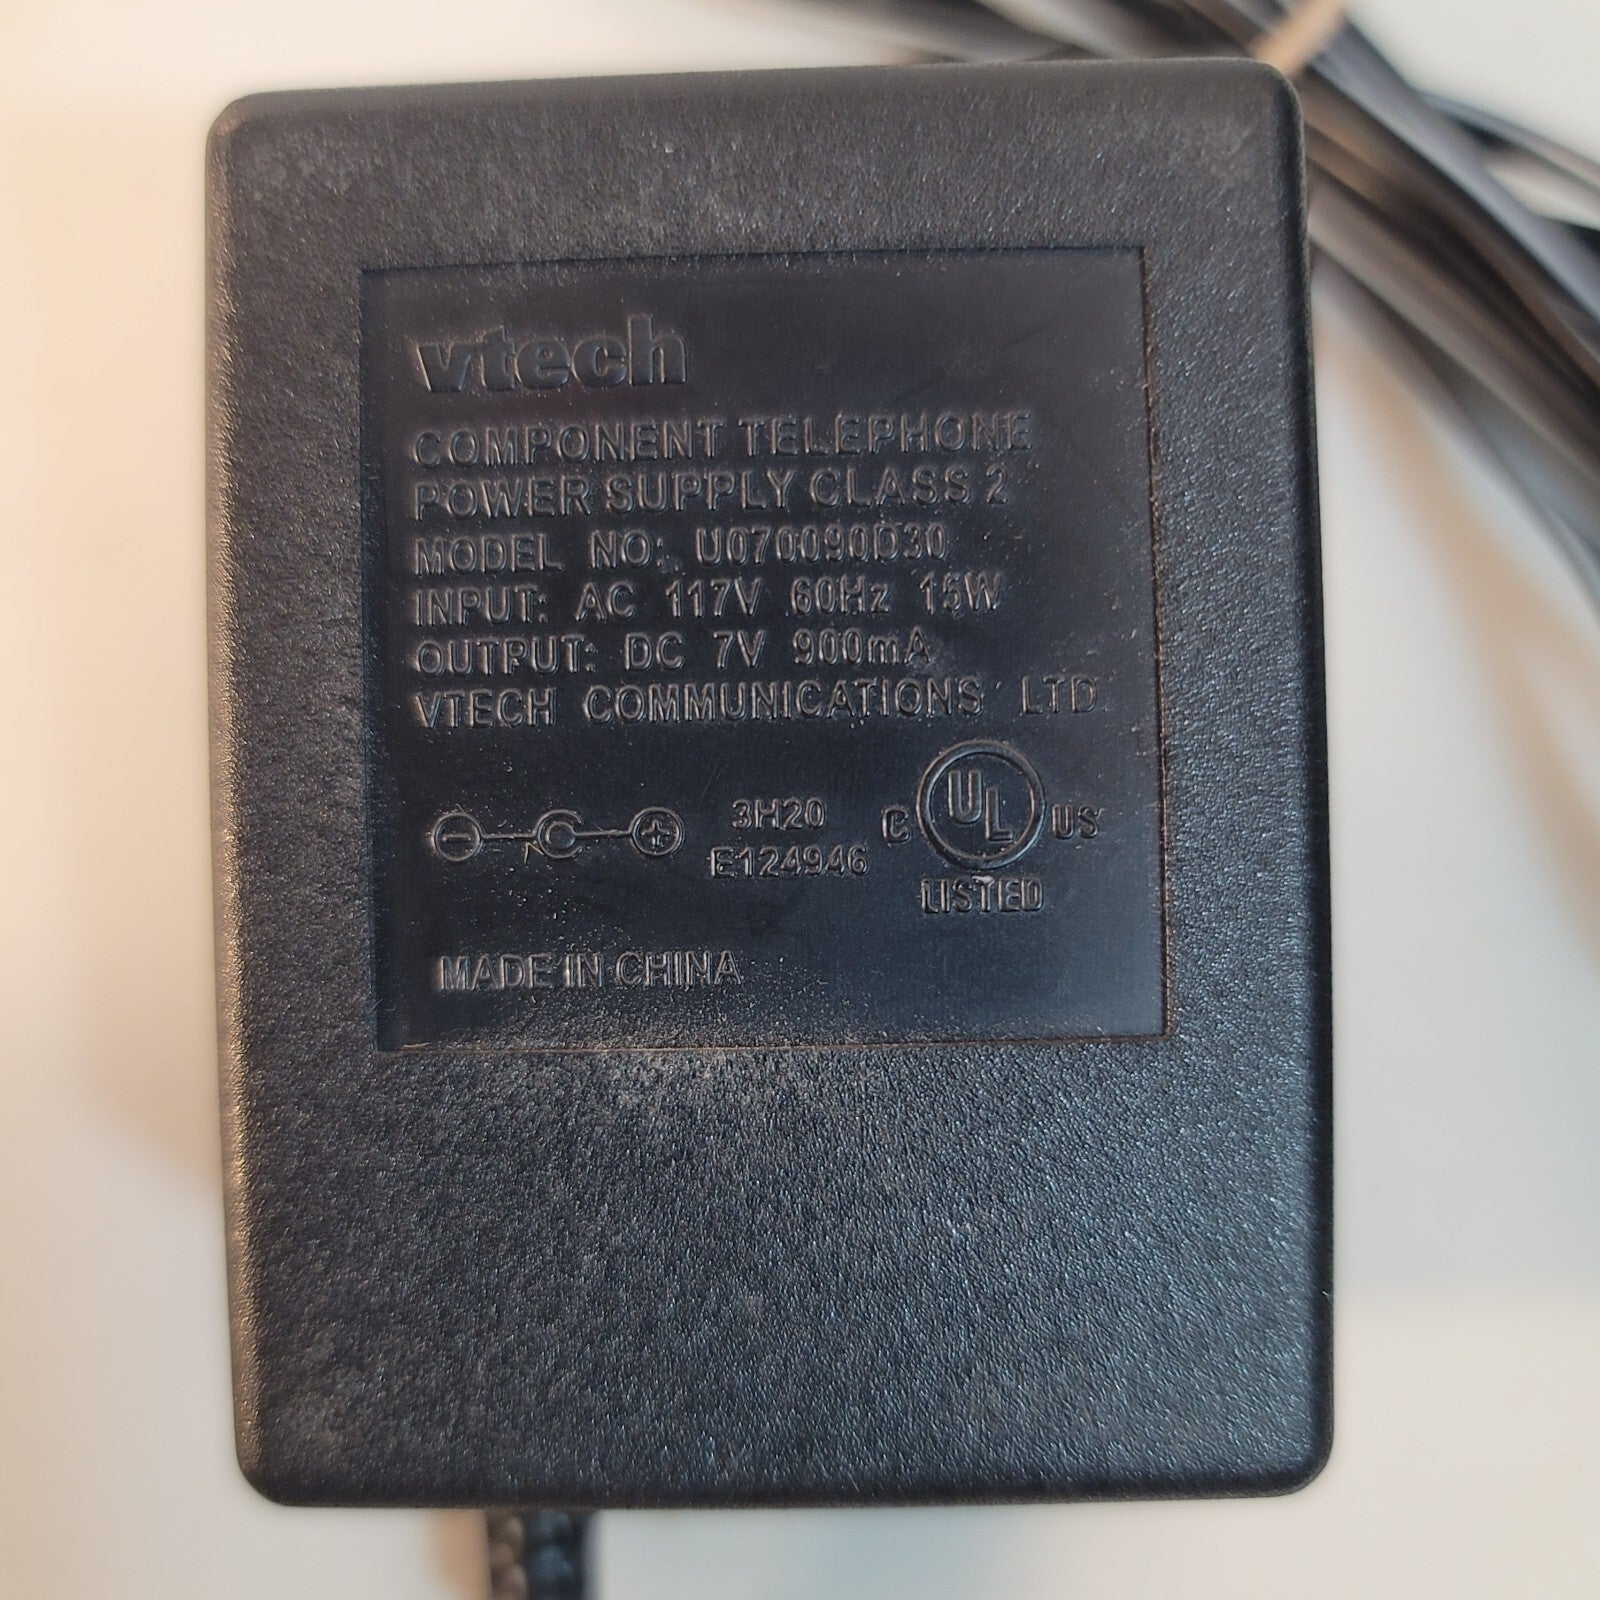 vtech
COMPONENT TELEPHONE
POWER SUPPLY CLASS 2
MODEL NO: U070090D30
INPUT: AC 117V 60Hz 15W
OUTPUT: DC 7V 900mA
VTECH COMMUNICATIONS LTD.
- C +
3H20
E124946
C UL US
LISTED
MADE IN CHINA